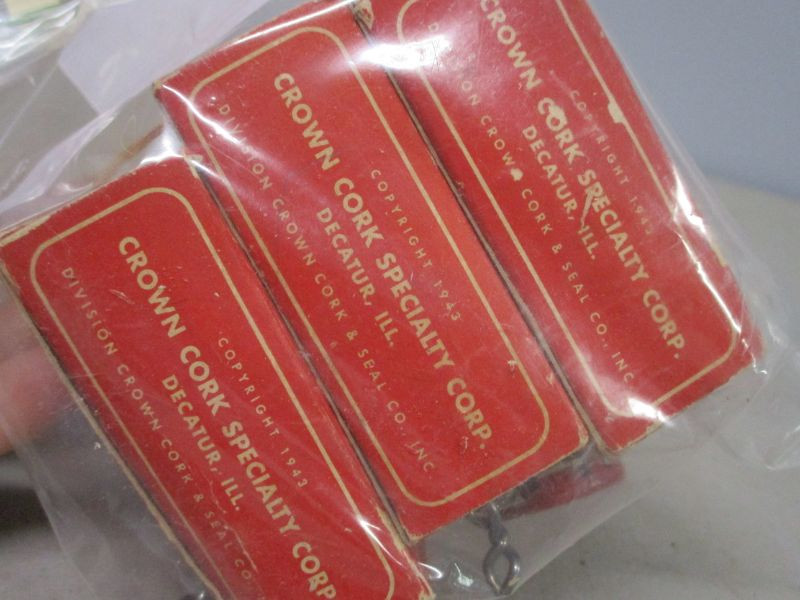 COPYRIGHT 1943
CROWN CORK SPECIALTY CORP.
DECATUR, ILL.
DIVISION CROWN CORK & SEAL CO
COPYRIGHT 1943
CROWN CORK SPECIALTY CORP.
DECATUR, ILL.
DIVISION CROWN CORK & SEAL CO., INC
COPYRIGHT 1943
CROWN CORK SPECIALTY CORP.
DECATUR, ILL.
DIVISION CROWN CORK & SEAL CO., INC